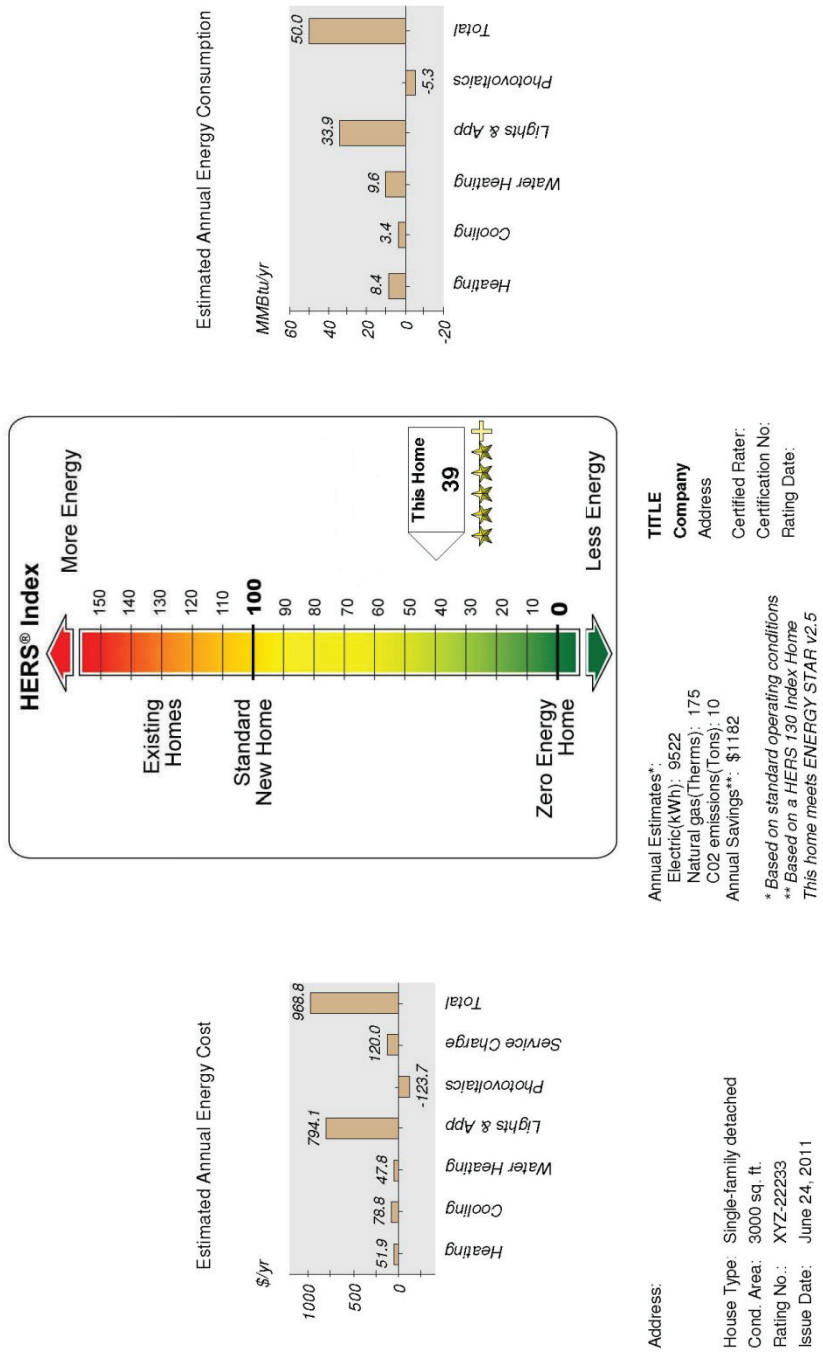 Estimated Annual Energy Cost
$/yr
1000
500
0
51.9
78.8
47.8
794.1
-123.7
120.0
968.8
Heating
Cooling
Water Heating
Lights & App
Photovoltaics
Service Charge
Total
HERS® Index
More Energy
Existing
Homes
Standard
New Home
Zero Energy
Home
150
140
130
120
110
100
90
80
70
60
50
40
30
20
10
0
This Home
39
Less Energy
Estimated Annual Energy Consumption
MMBtu/yr
60
40
20
0
-20
8.4
3.4
9.6
33.9
-5.3
50.0
Heating
Cooling
Water Heating
Lights & App
Photovoltaics
Total
Address:
House Type: Single-family detached
Cond. Area: 3000 sq. ft.
Rating No.: XYZ-22233
Issue Date: June 24, 2011
Annual Estimates*:
Electric(kWh): 9522
Natural gas(Therms): 175
C02 emissions(Tons): 10
Annual Savings**: $1182
* Based on standard operating conditions
** Based on a HERS 130 Index Home
This home meets ENERGY STAR v2.5
TITLE
Company
Address
Certified Rater:
Certification No:
Rating Date: